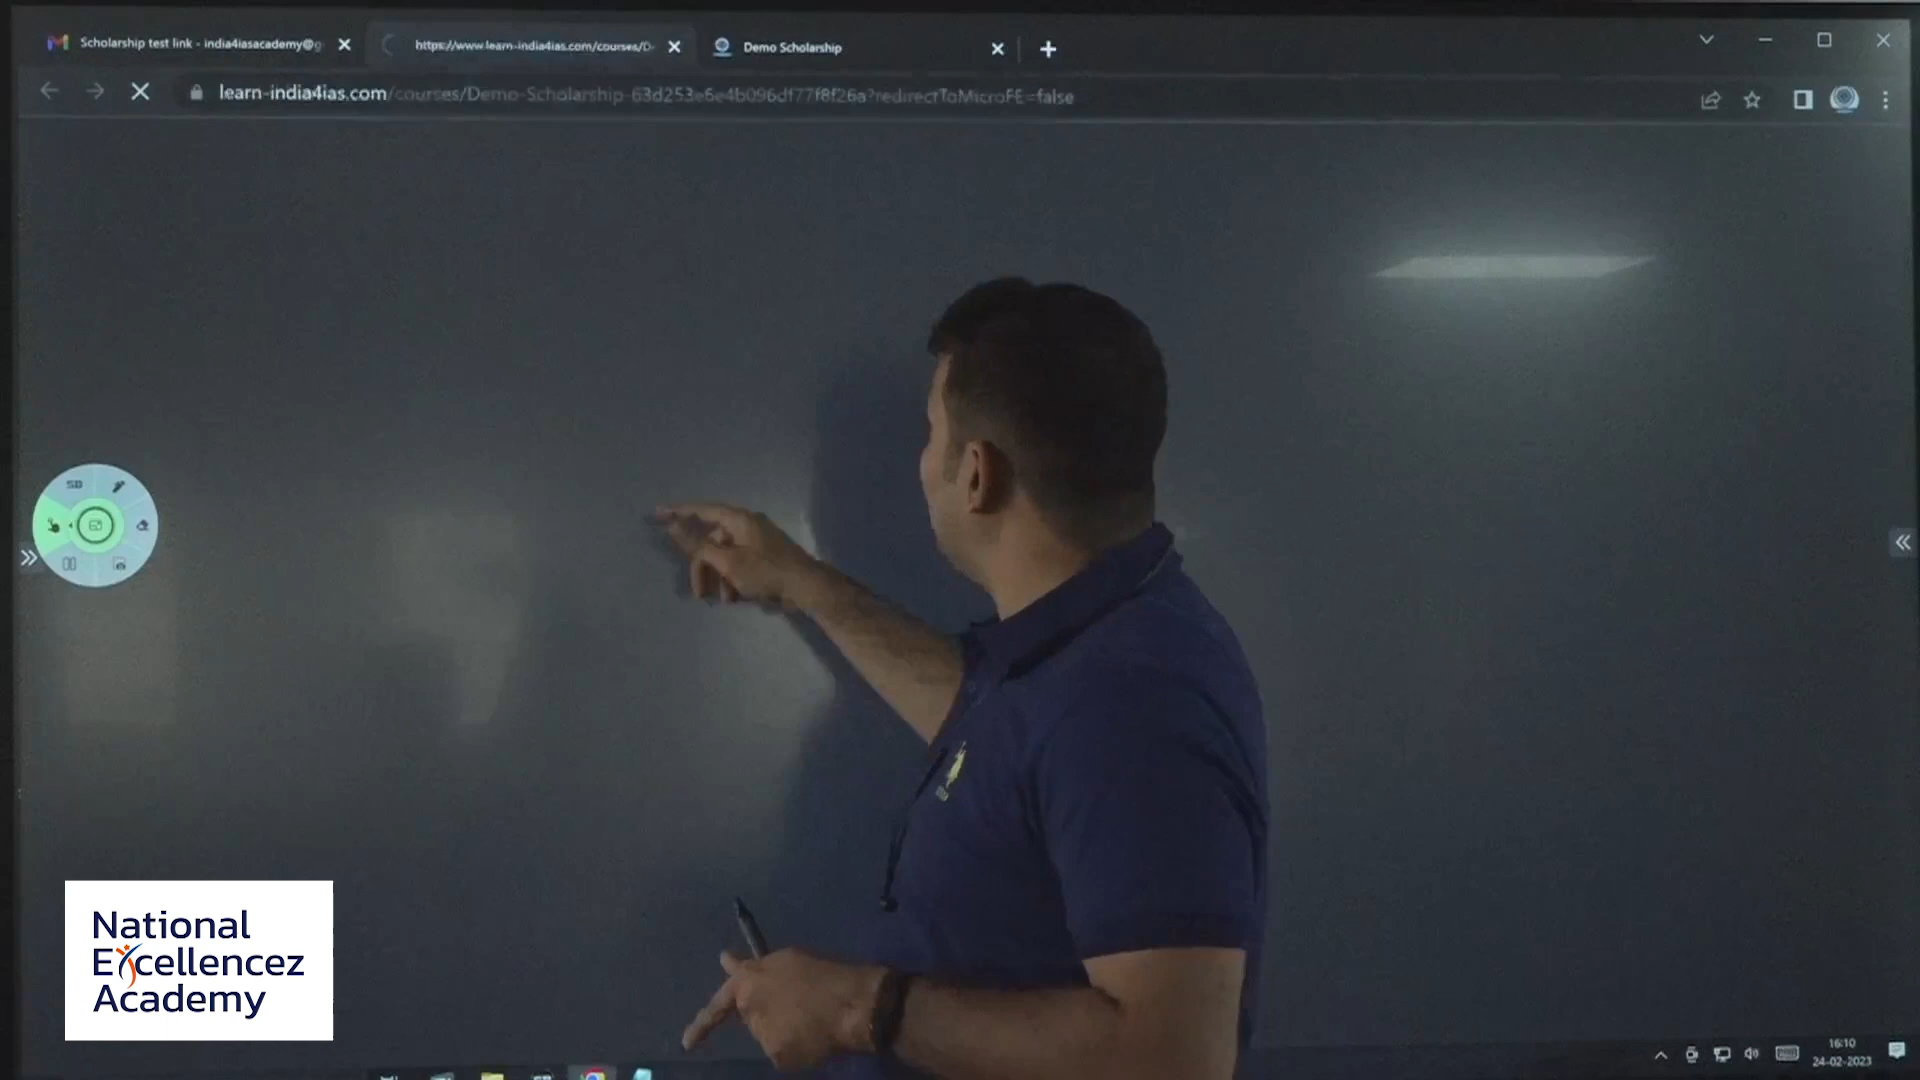 Scholarship test link - india4iasacademy@g
https://www.learn-india4ias.com/courses/D-
Demo Scholarship
learn-india4ias.com/courses/Demo-Scholarship-63d253e6e4b096df77f8f26a?redirectToMicroFE=false
SD
National
Excellencez
Academy
16:10
24-02-2023